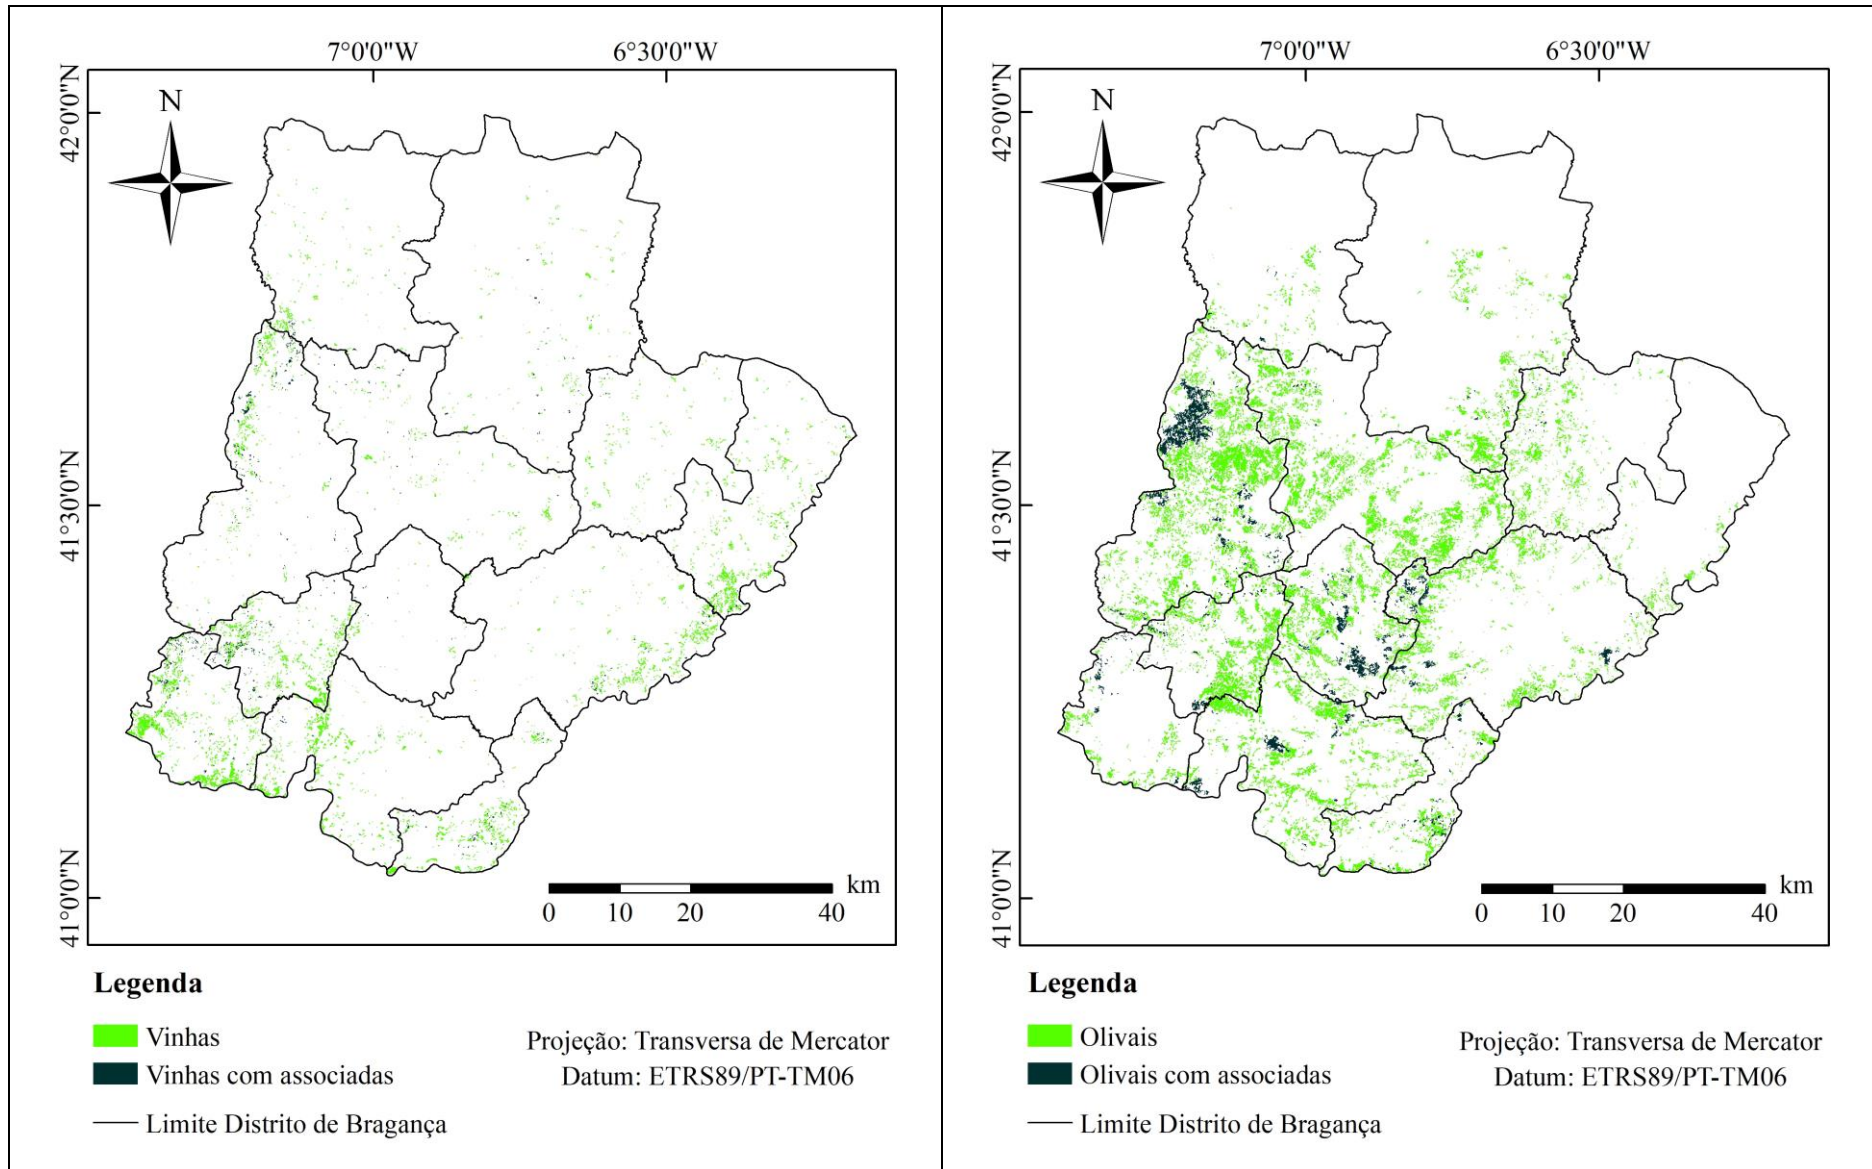 7°0'0"W 6°30'0"W
42°0'0"N
N
41°30'0"N
41°0'0"N
km
0 10 20 40
Legenda
Vinhas
Vinhas com associadas
Limite Distrito de Bragança
Projeção: Transversa de Mercator
Datum: ETRS89/PT-TM06
7°0'0"W 6°30'0"W
42°0'0"N
N
41°30'0"N
41°0'0"N
km
0 10 20 40
Legenda
Olivais
Olivais com associadas
Limite Distrito de Bragança
Projeção: Transversa de Mercator
Datum: ETRS89/PT-TM06